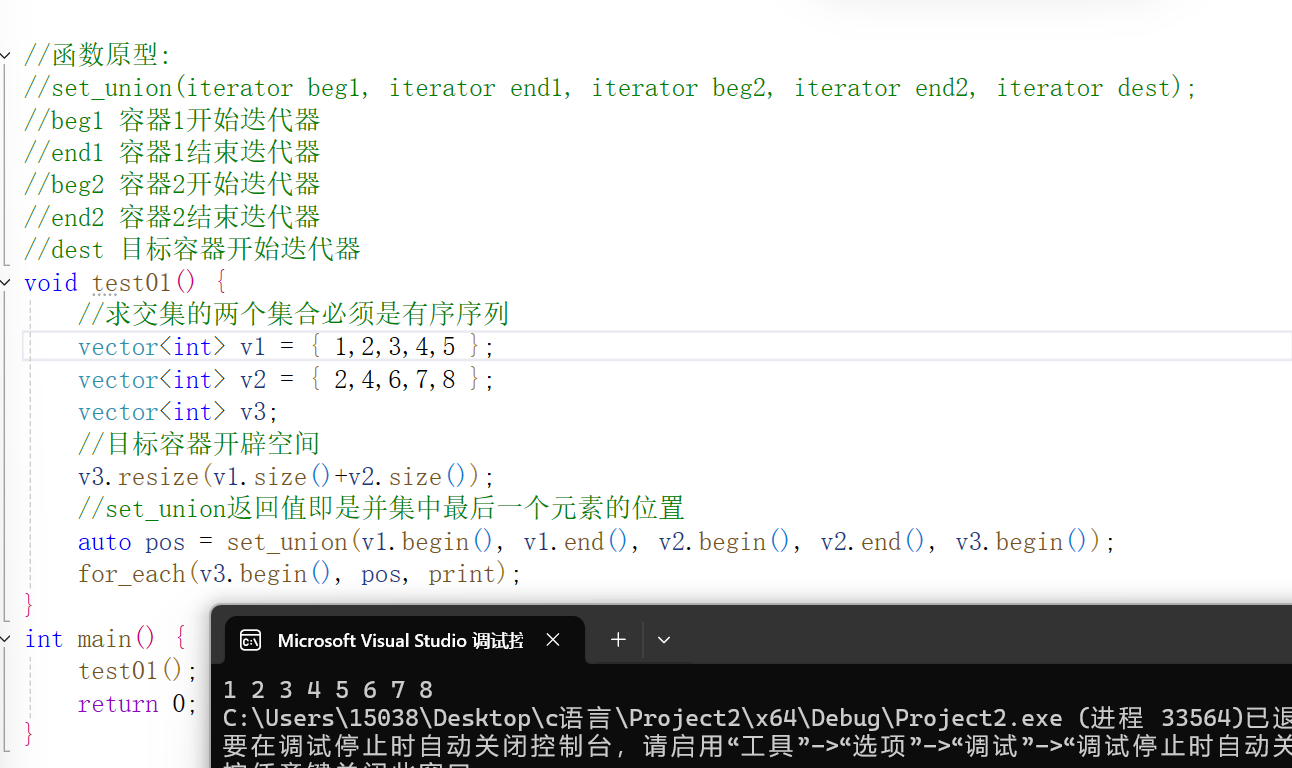 //函数原型:
//set_union(iterator beg1, iterator end1, iterator beg2, iterator end2, iterator dest);
//beg1 容器1开始迭代器
//end1 容器1结束迭代器
//beg2 容器2开始迭代器
//end2 容器2结束迭代器
//dest 目标容器开始迭代器
void test01() {
    //求交集的两个集合必须是有序序列
    vector<int> v1 = { 1,2,3,4,5 };
    vector<int> v2 = { 2,4,6,7,8 };
    vector<int> v3;
    //目标容器开辟空间
    v3.resize(v1.size()+v2.size());
    //set_union返回值即是并集中最后一个元素的位置
    auto pos = set_union(v1.begin(), v1.end(), v2.begin(), v2.end(), v3.begin());
    for_each(v3.begin(), pos, print);
}
int main() {
    test01();
    return 0;
}
Microsoft Visual Studio 调试控
1 2 3 4 5 6 7 8
C:\Users\15038\Desktop\c语言\Project2\x64\Debug\Project2.exe (进程 33564)已退
要在调试停止时自动关闭控制台，请启用“工具”->“选项”->“调试”->“调试停止时自动关